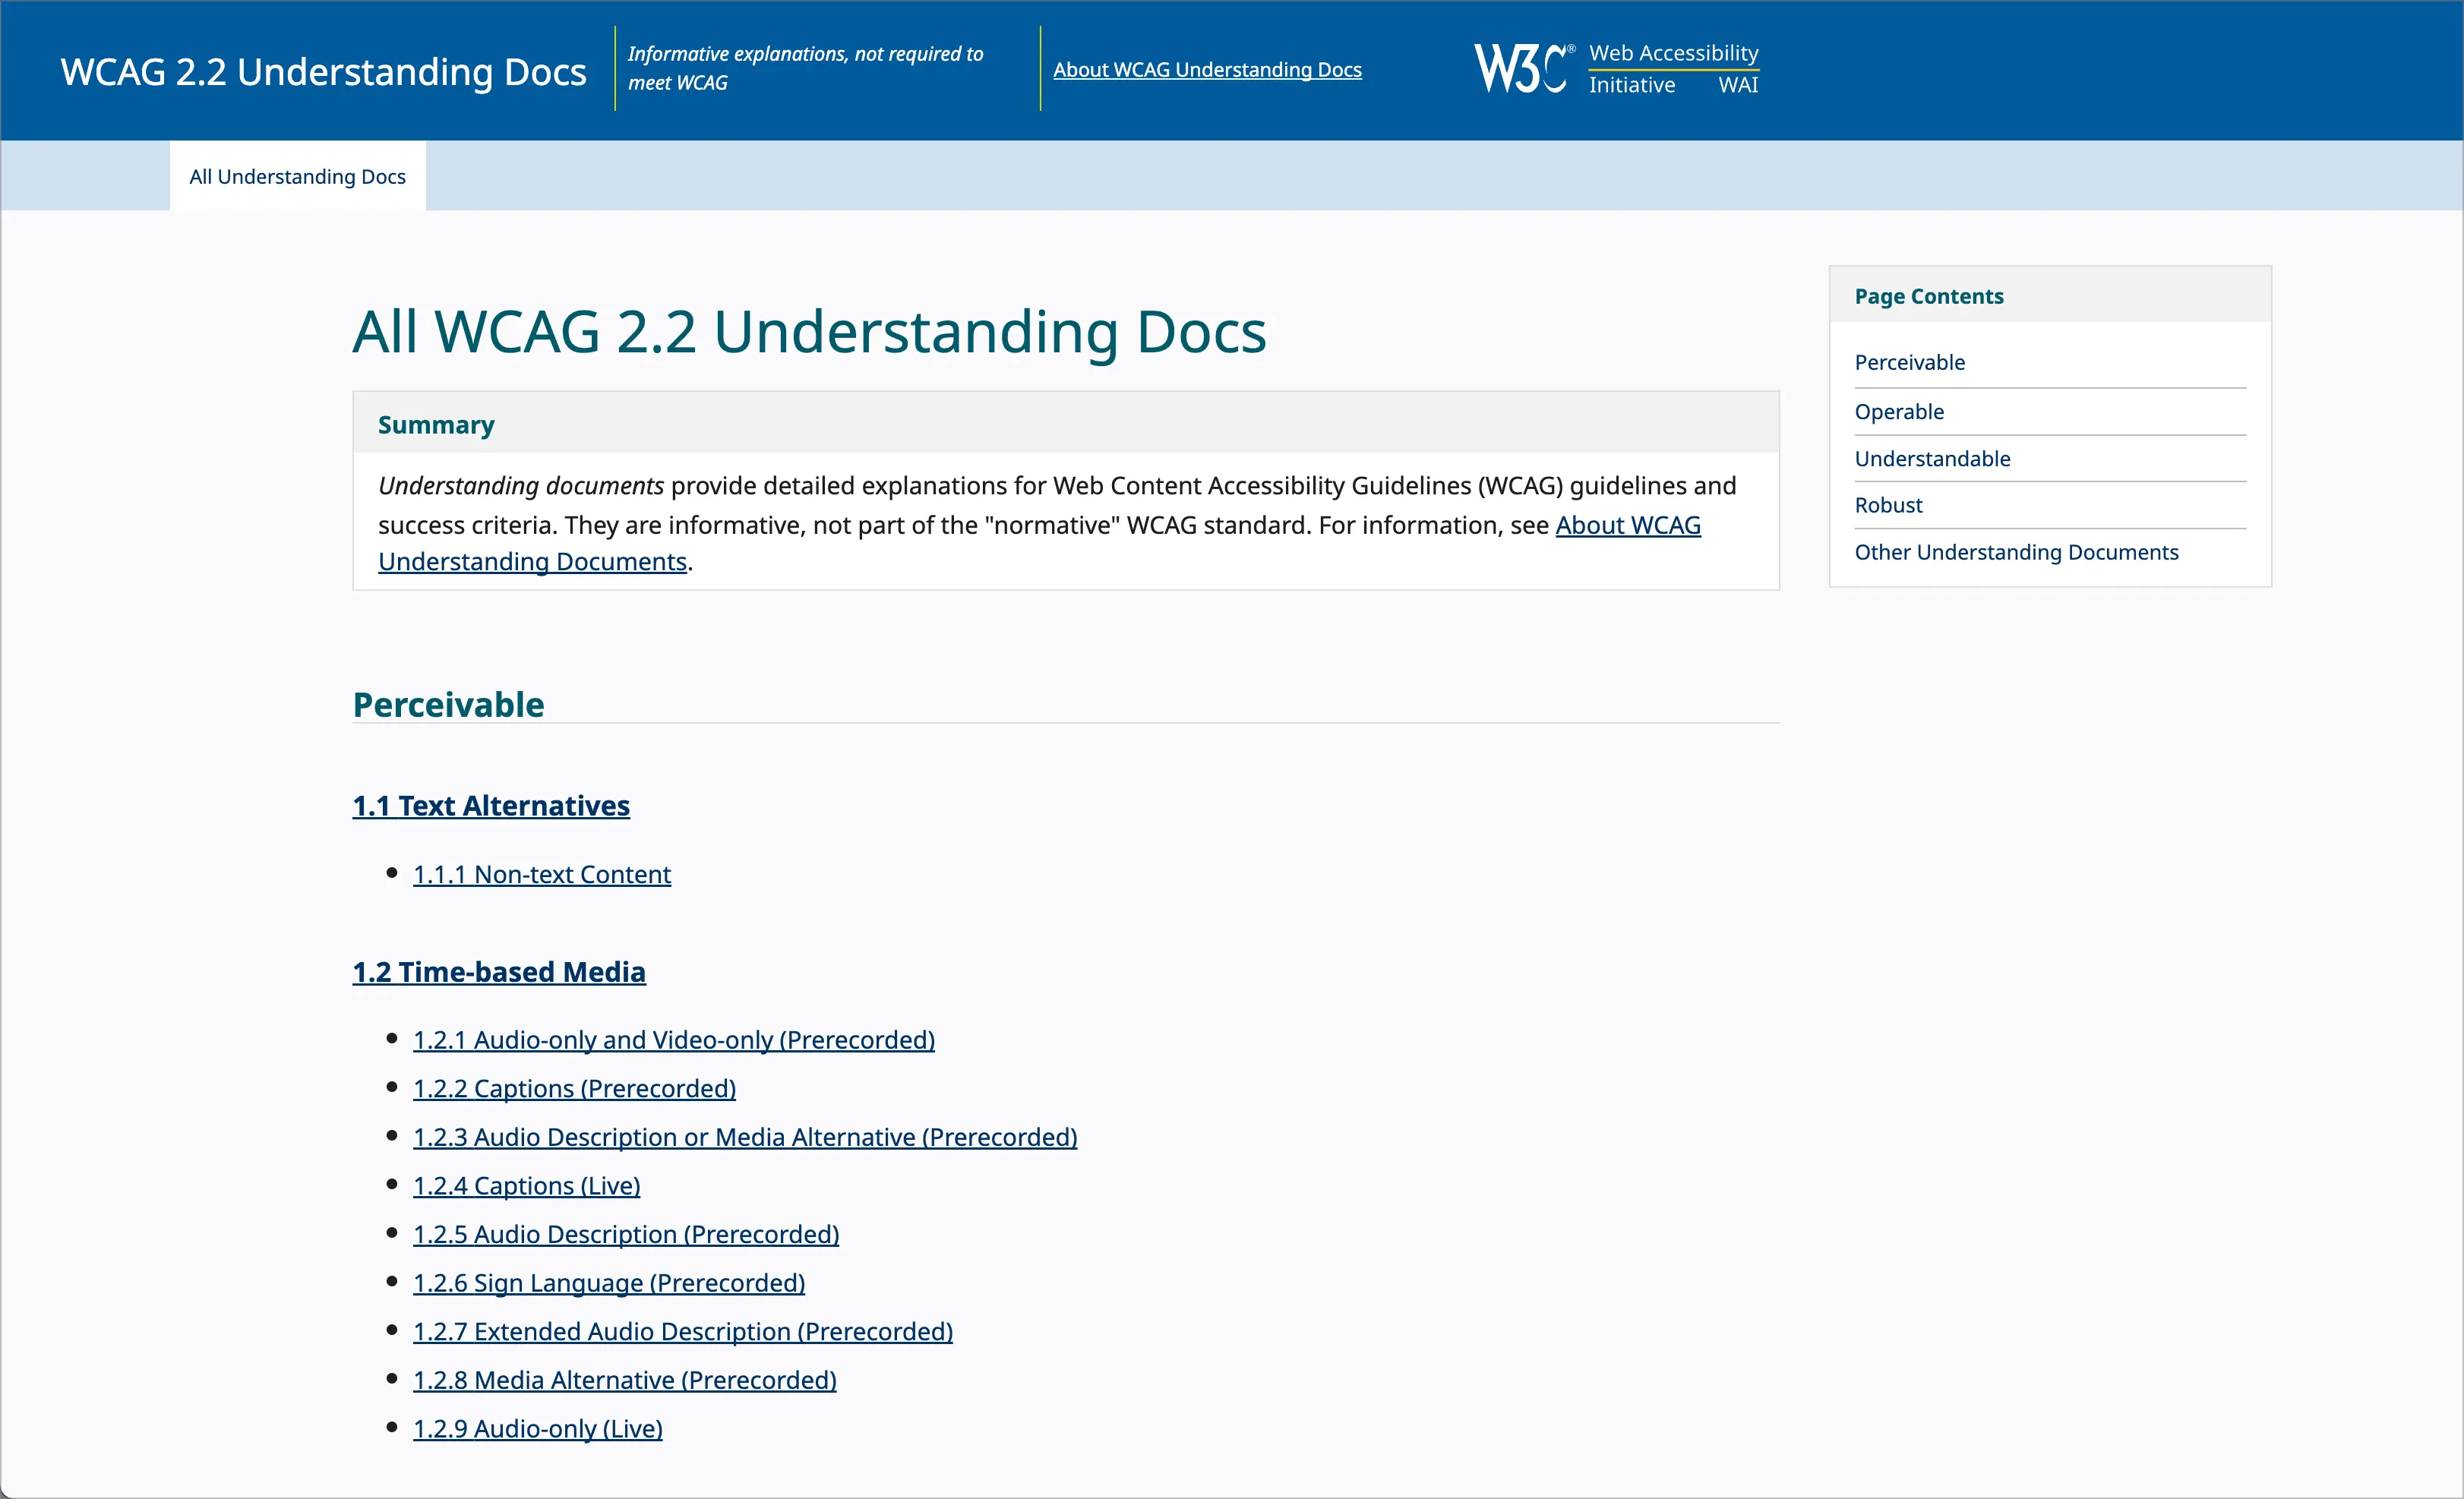 WCAG 2.2 Understanding Docs
Informative explanations, not required to
meet WCAG
About WCAG Understanding Docs
W3C® Web Accessibility
Initiative WAI
All Understanding Docs
All WCAG 2.2 Understanding Docs
Summary
Understanding documents provide detailed explanations for Web Content Accessibility Guidelines (WCAG) guidelines and
success criteria. They are informative, not part of the "normative" WCAG standard. For information, see About WCAG
Understanding Documents.
Page Contents
Perceivable
Operable
Understandable
Robust
Other Understanding Documents
Perceivable
1.1 Text Alternatives
1.1.1 Non-text Content
1.2 Time-based Media
1.2.1 Audio-only and Video-only (Prerecorded)
1.2.2 Captions (Prerecorded)
1.2.3 Audio Description or Media Alternative (Prerecorded)
1.2.4 Captions (Live)
1.2.5 Audio Description (Prerecorded)
1.2.6 Sign Language (Prerecorded)
1.2.7 Extended Audio Description (Prerecorded)
1.2.8 Media Alternative (Prerecorded)
1.2.9 Audio-only (Live)